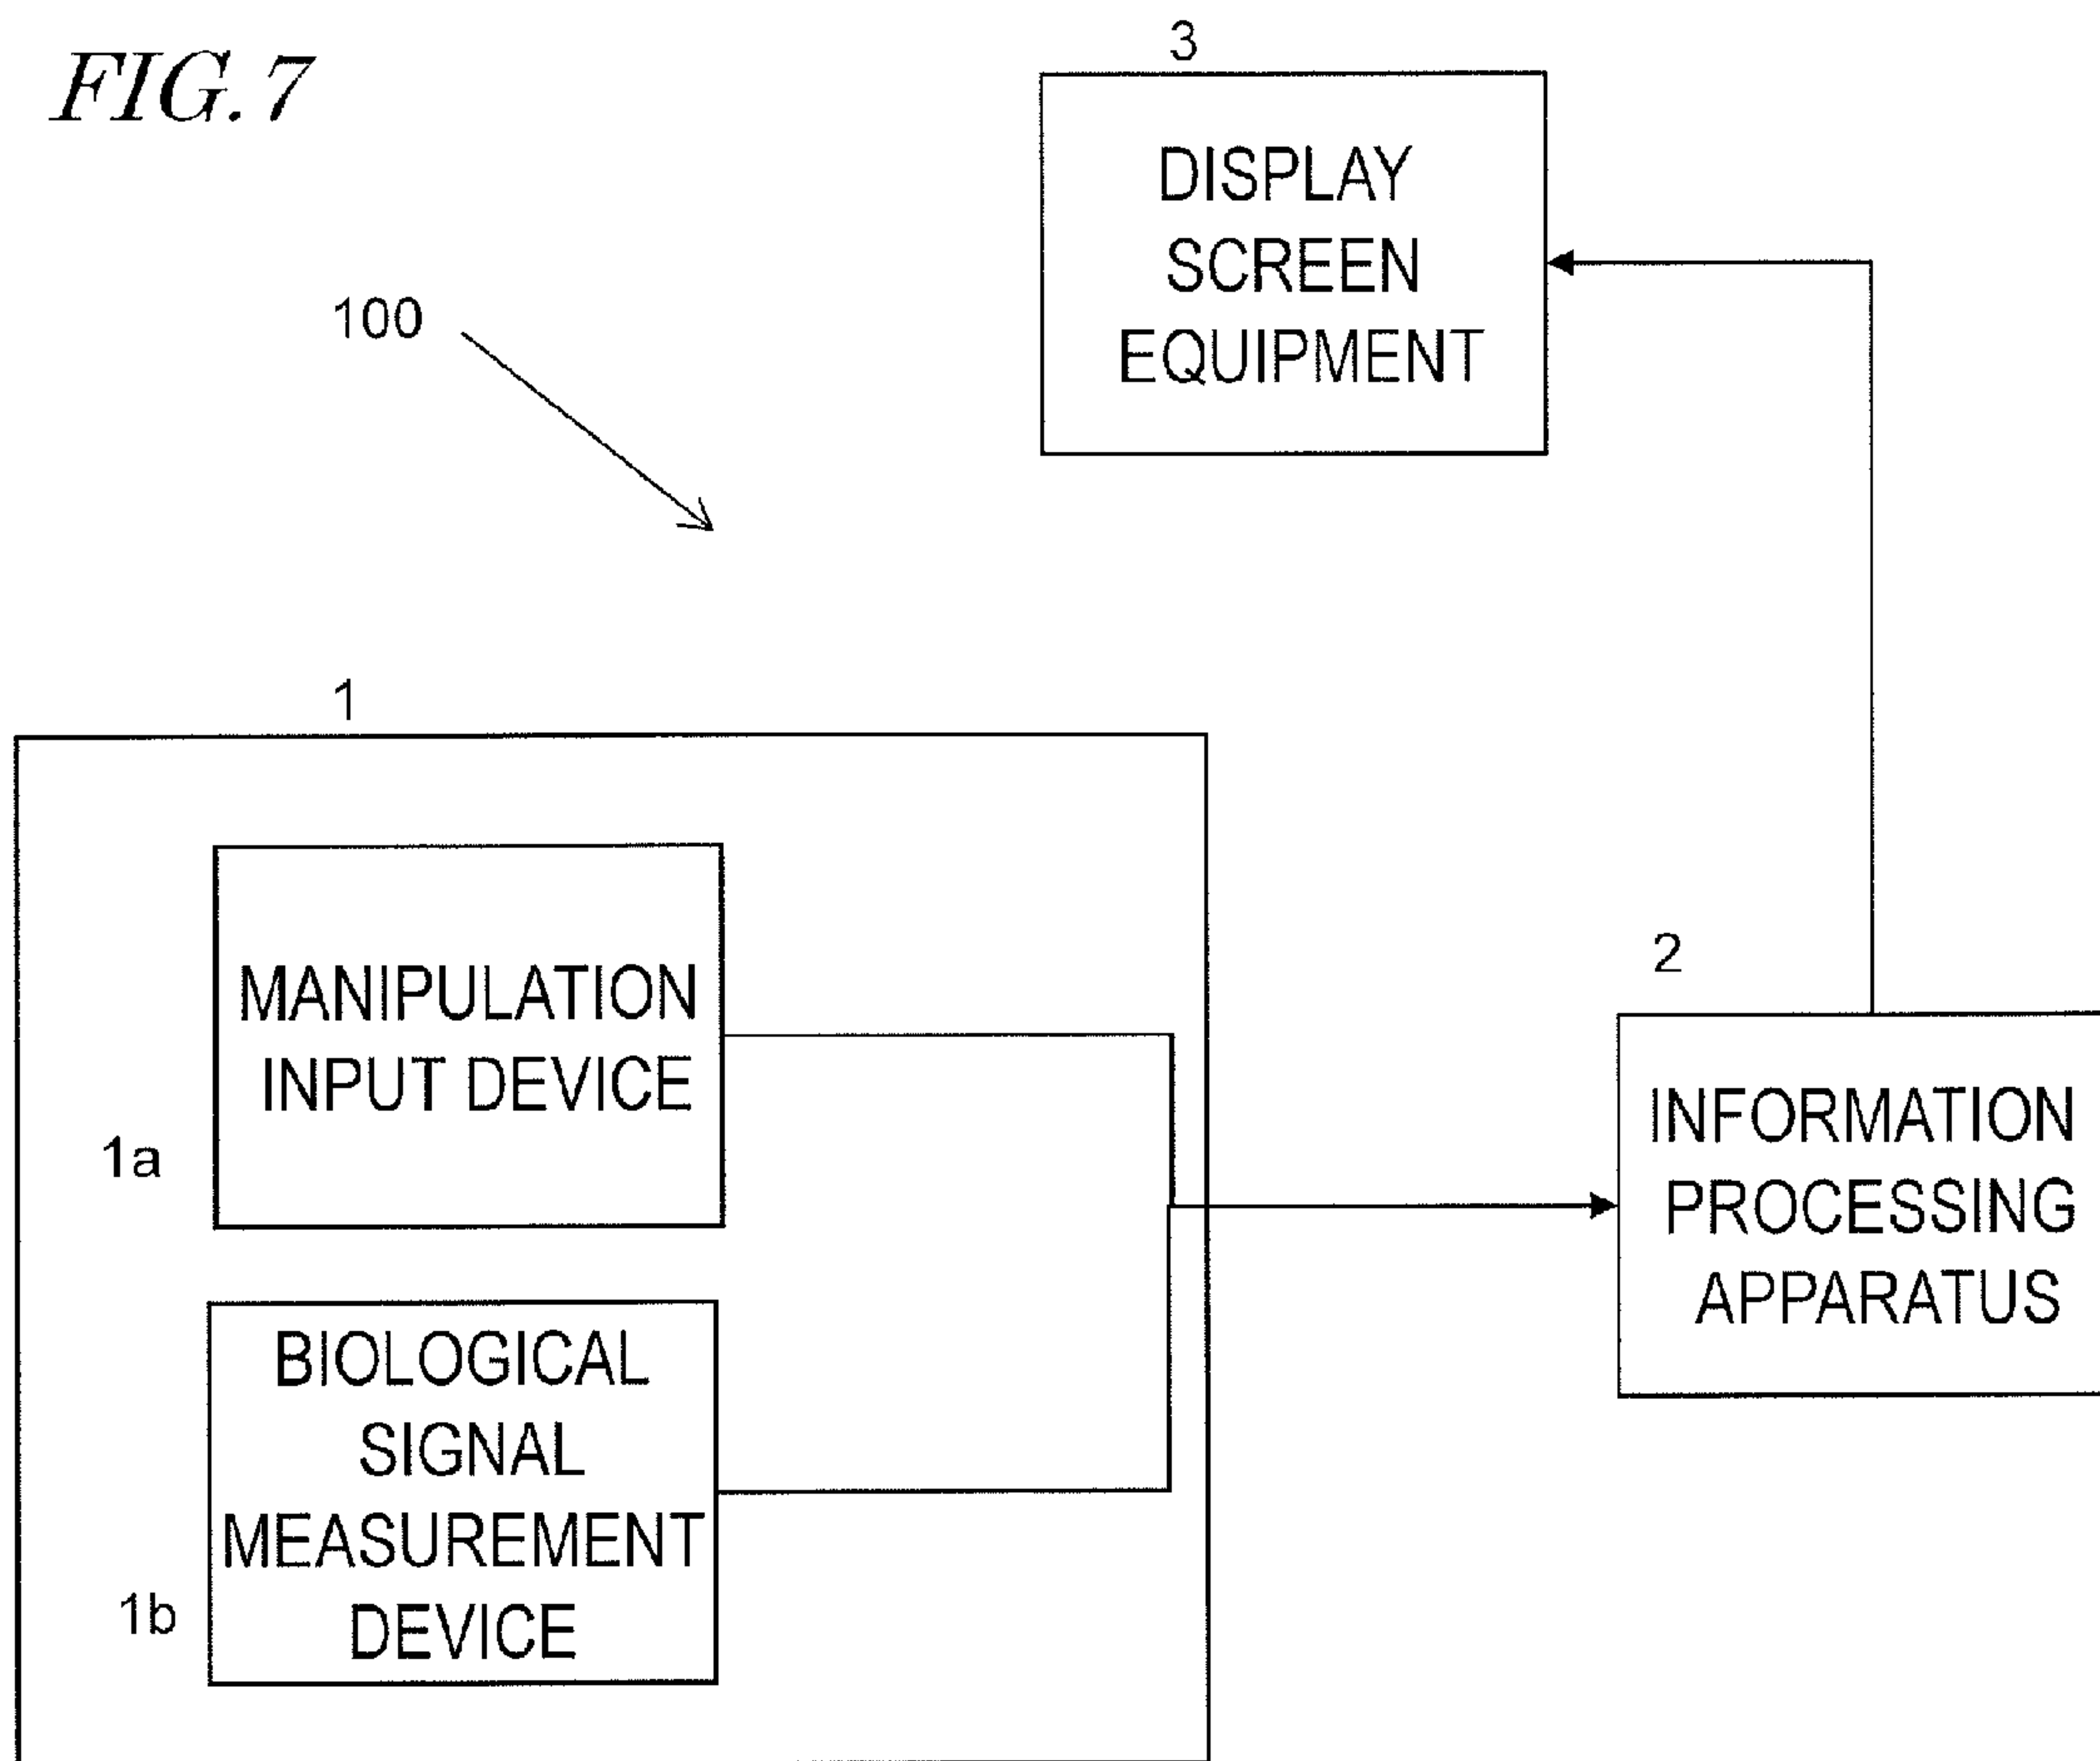 FIG. 7
3
DISPLAY
SCREEN
EQUIPMENT
100
1
MANIPULATION
INPUT DEVICE
1a
BIOLOGICAL
SIGNAL
MEASUREMENT
DEVICE
1b
2
INFORMATION
PROCESSING
APPARATUS